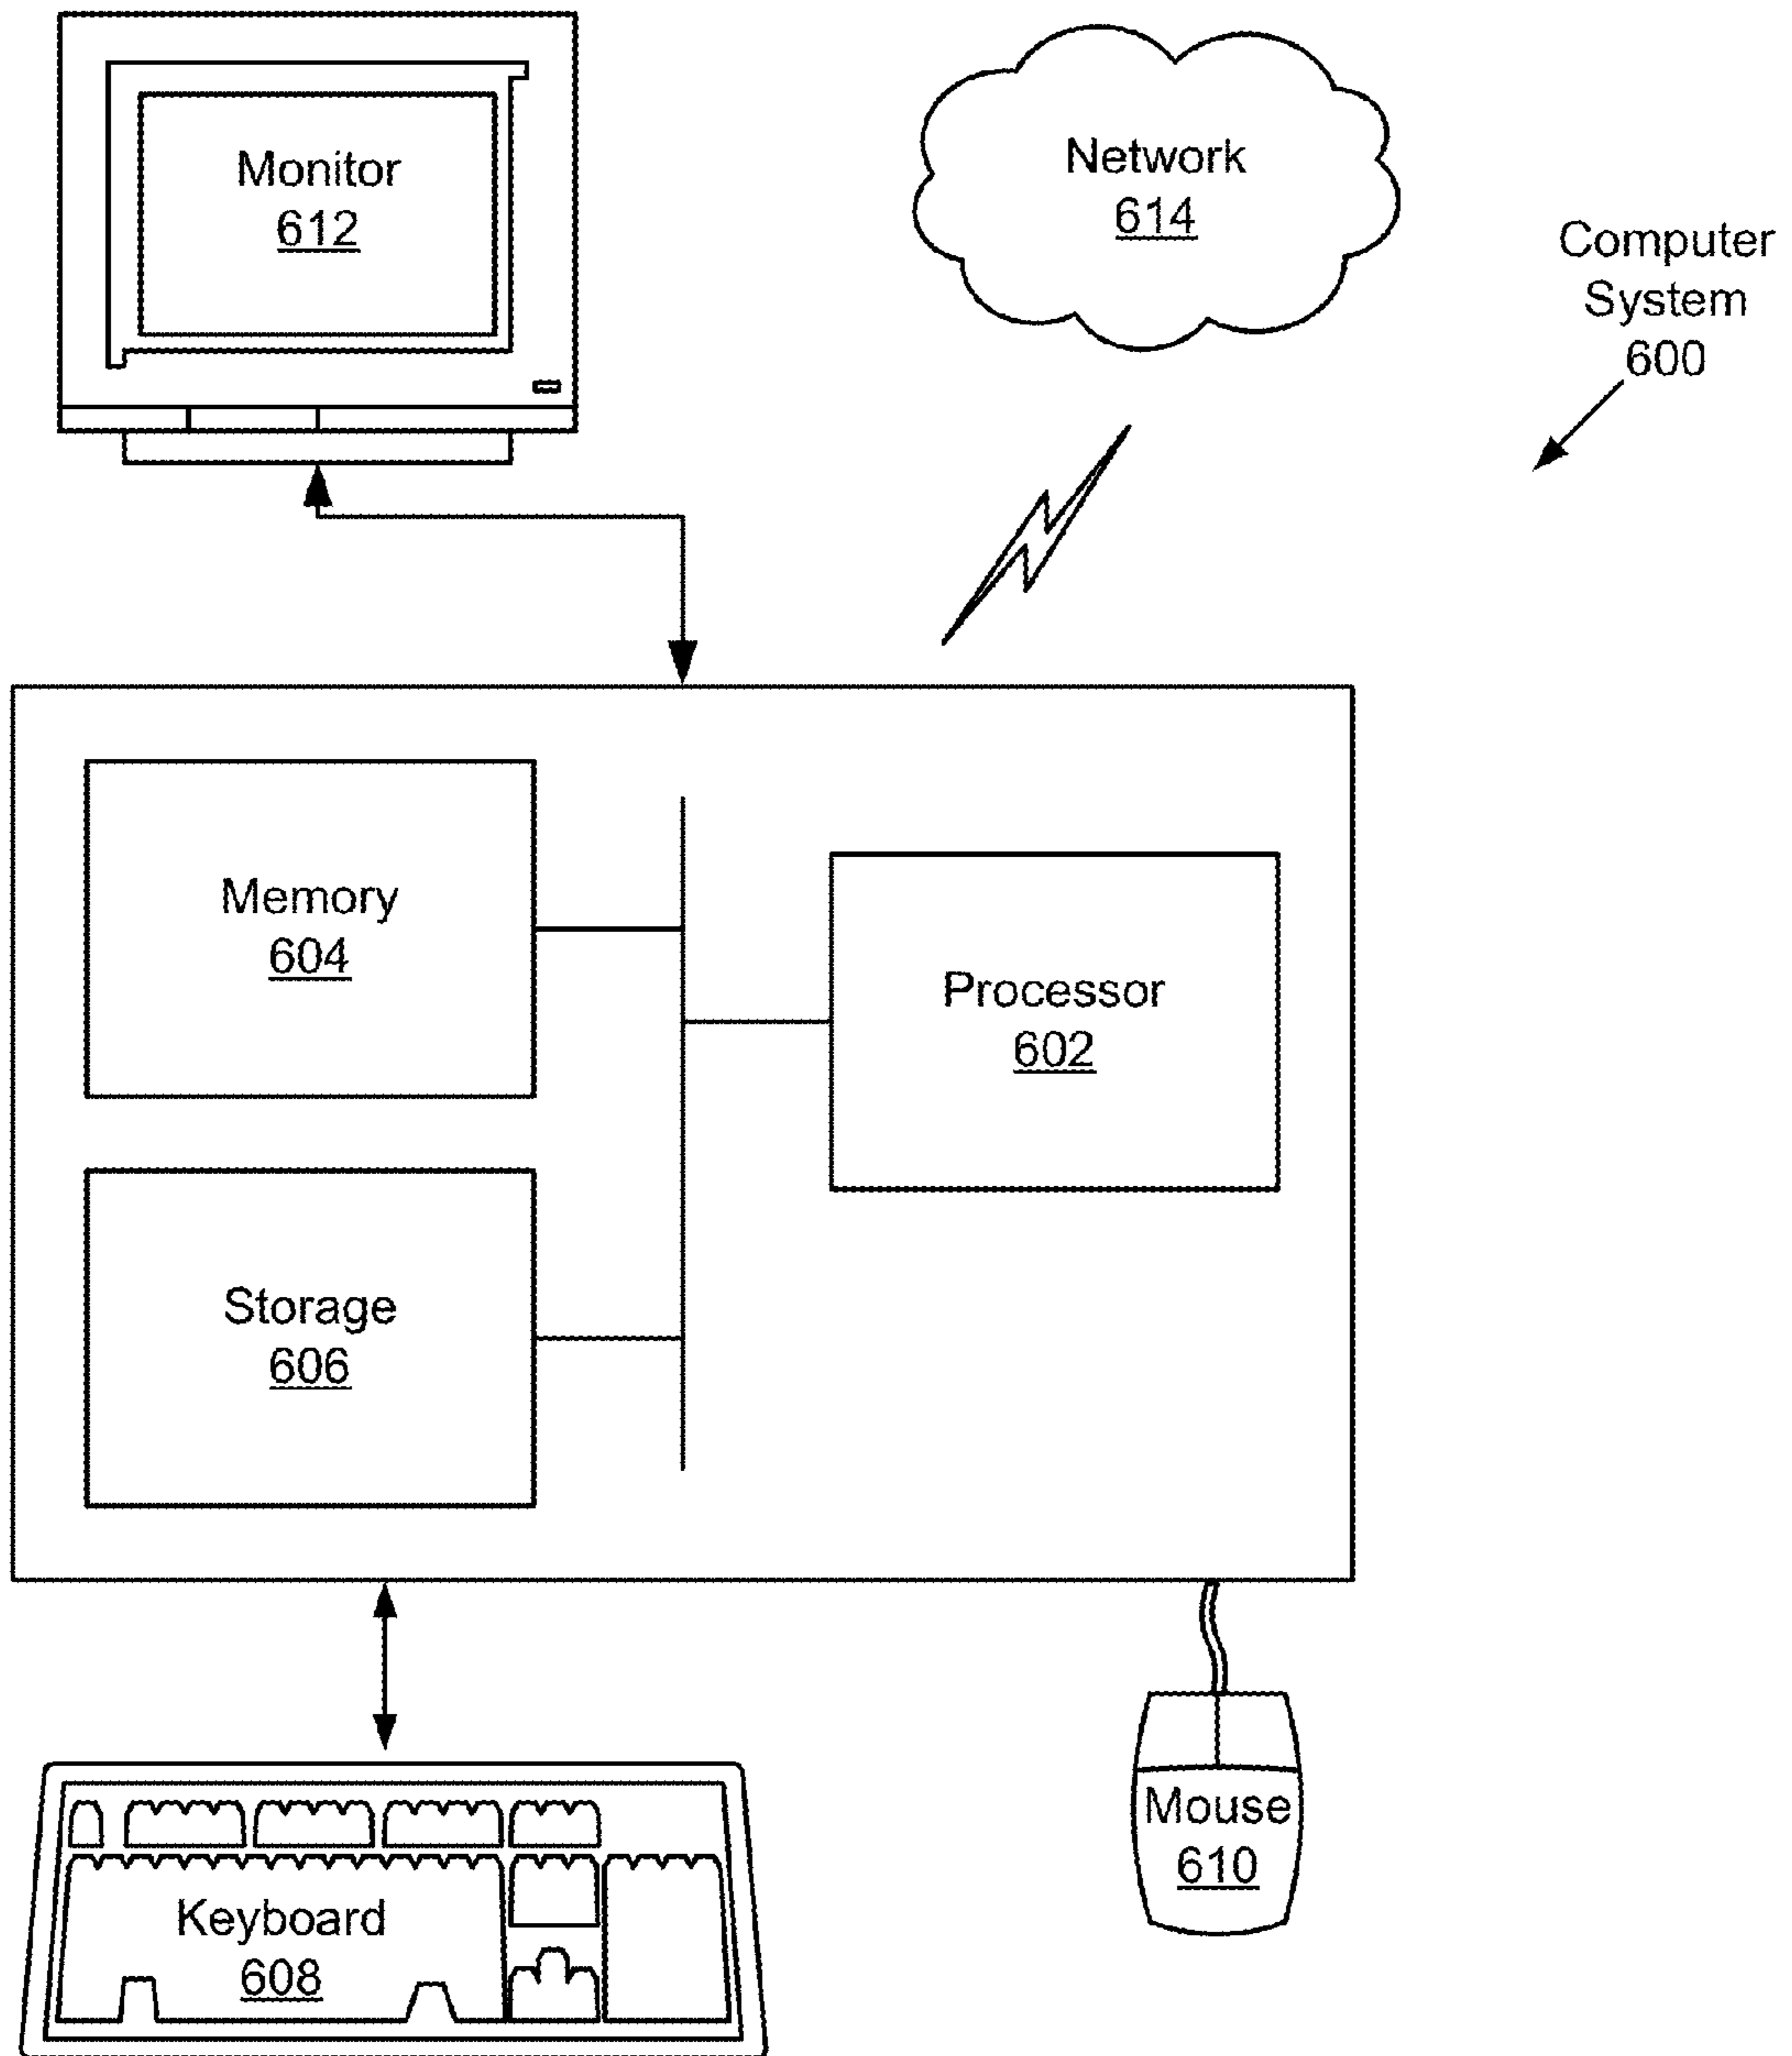 Monitor
612
Network
614
Computer
System
600
Memory
604
Processor
602
Storage
606
Mouse
610
Keyboard
608